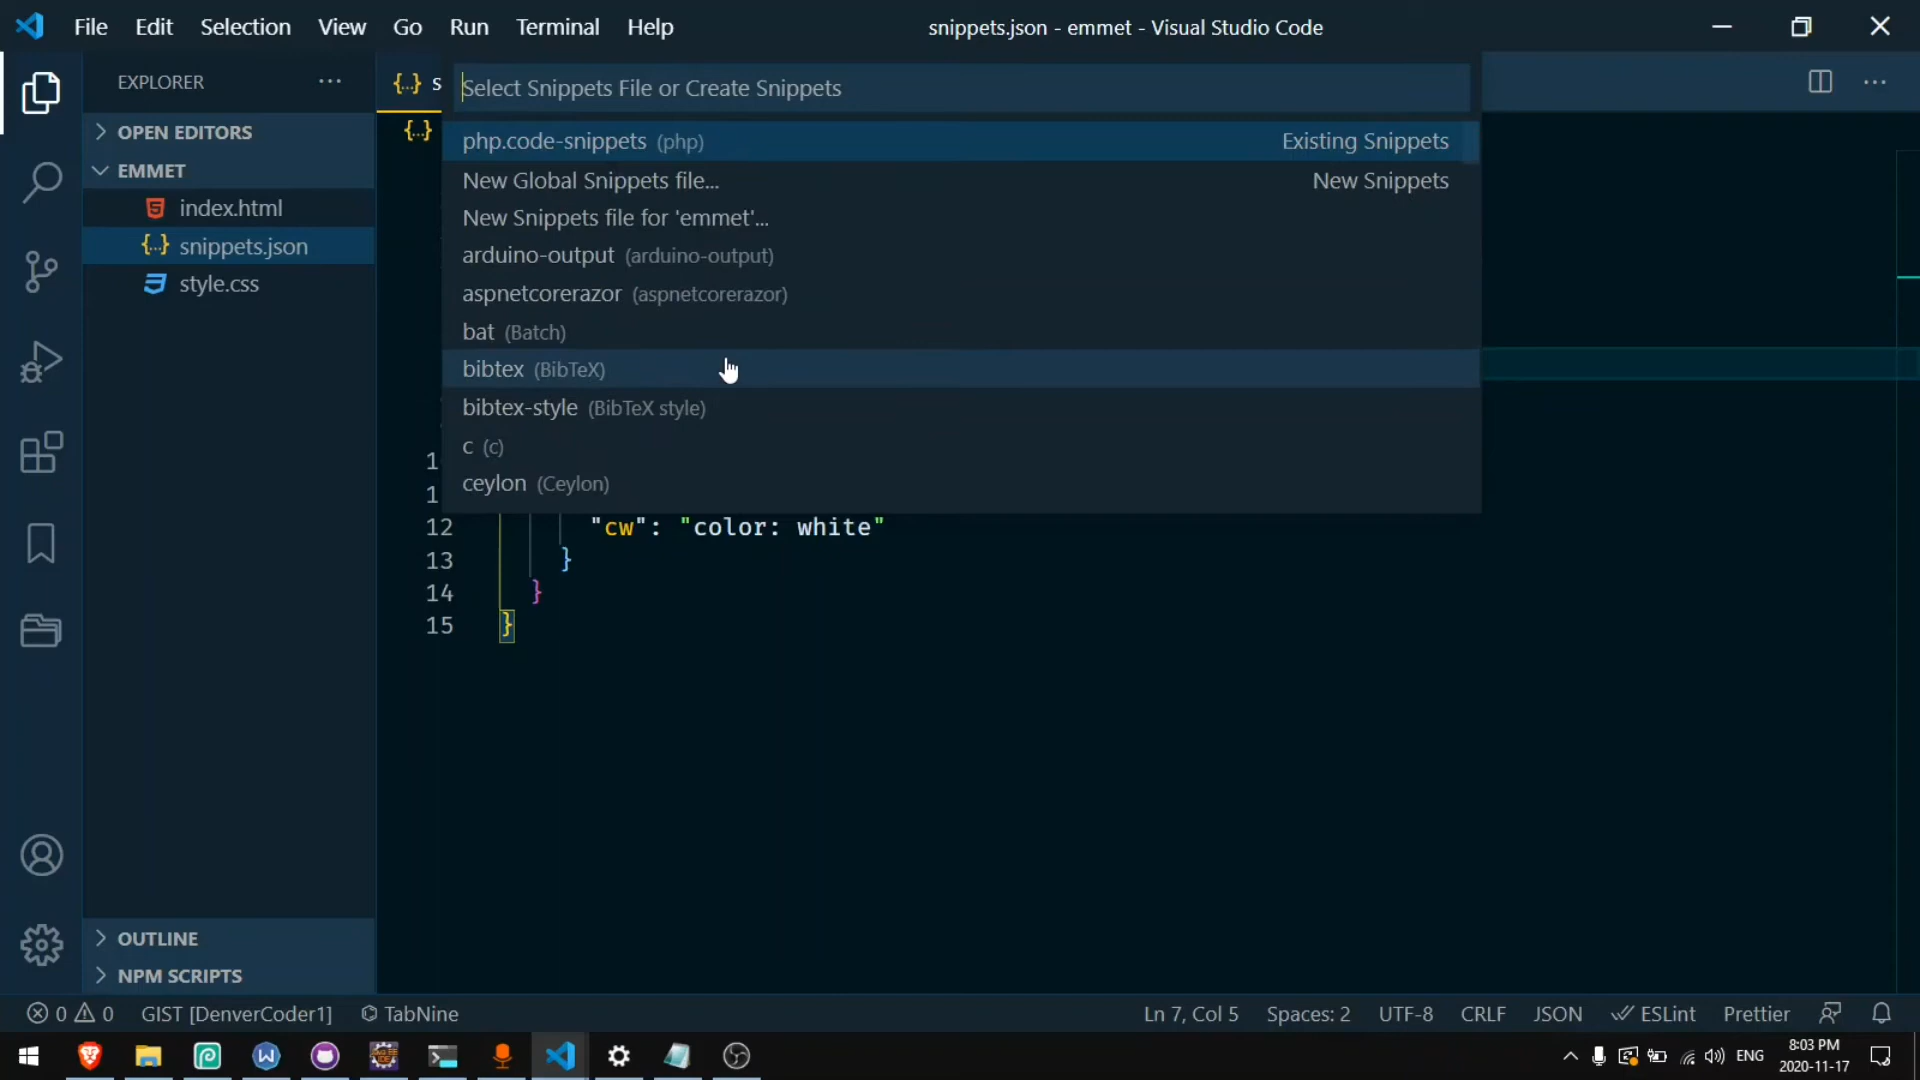 File Edit Selection View Go Run Terminal Help
snippets.json - emmet - Visual Studio Code
EXPLORER
OPEN EDITORS
EMMET
index.html
snippets.json
style.css
OUTLINE
NPM SCRIPTS
{..} s
Select Snippets File or Create Snippets
{..}
php.code-snippets (php) Existing Snippets
New Global Snippets file... New Snippets
New Snippets file for 'emmet'...
arduino-output (arduino-output)
aspnetcorerazor (aspnetcorerazor)
bat (Batch)
bibtex (BibTeX)
bibtex-style (BibTeX style)
c (c)
ceylon (Ceylon)
1
1
12 "cw": "color: white"
13 }
14 }
15 }
0 0 GIST [DenverCoder1] TabNine Ln 7, Col 5 Spaces: 2 UTF-8 CRLF JSON ESLint Prettier
ENG 8:03 PM
2020-11-17